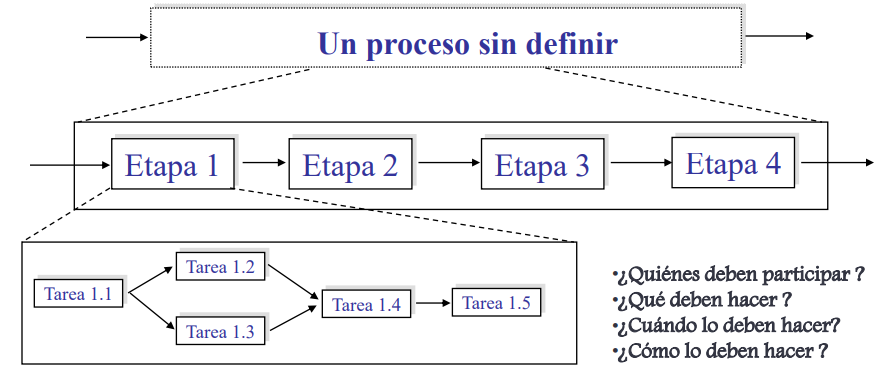 Un proceso sin definir
Etapa 1
Etapa 2
Etapa 3
Etapa 4
Tarea 1.1
Tarea 1.2
Tarea 1.3
Tarea 1.4
Tarea 1.5
•¿Quiénes deben participar ?
•¿Qué deben hacer ?
•¿Cuándo lo deben hacer?
•¿Cómo lo deben hacer ?